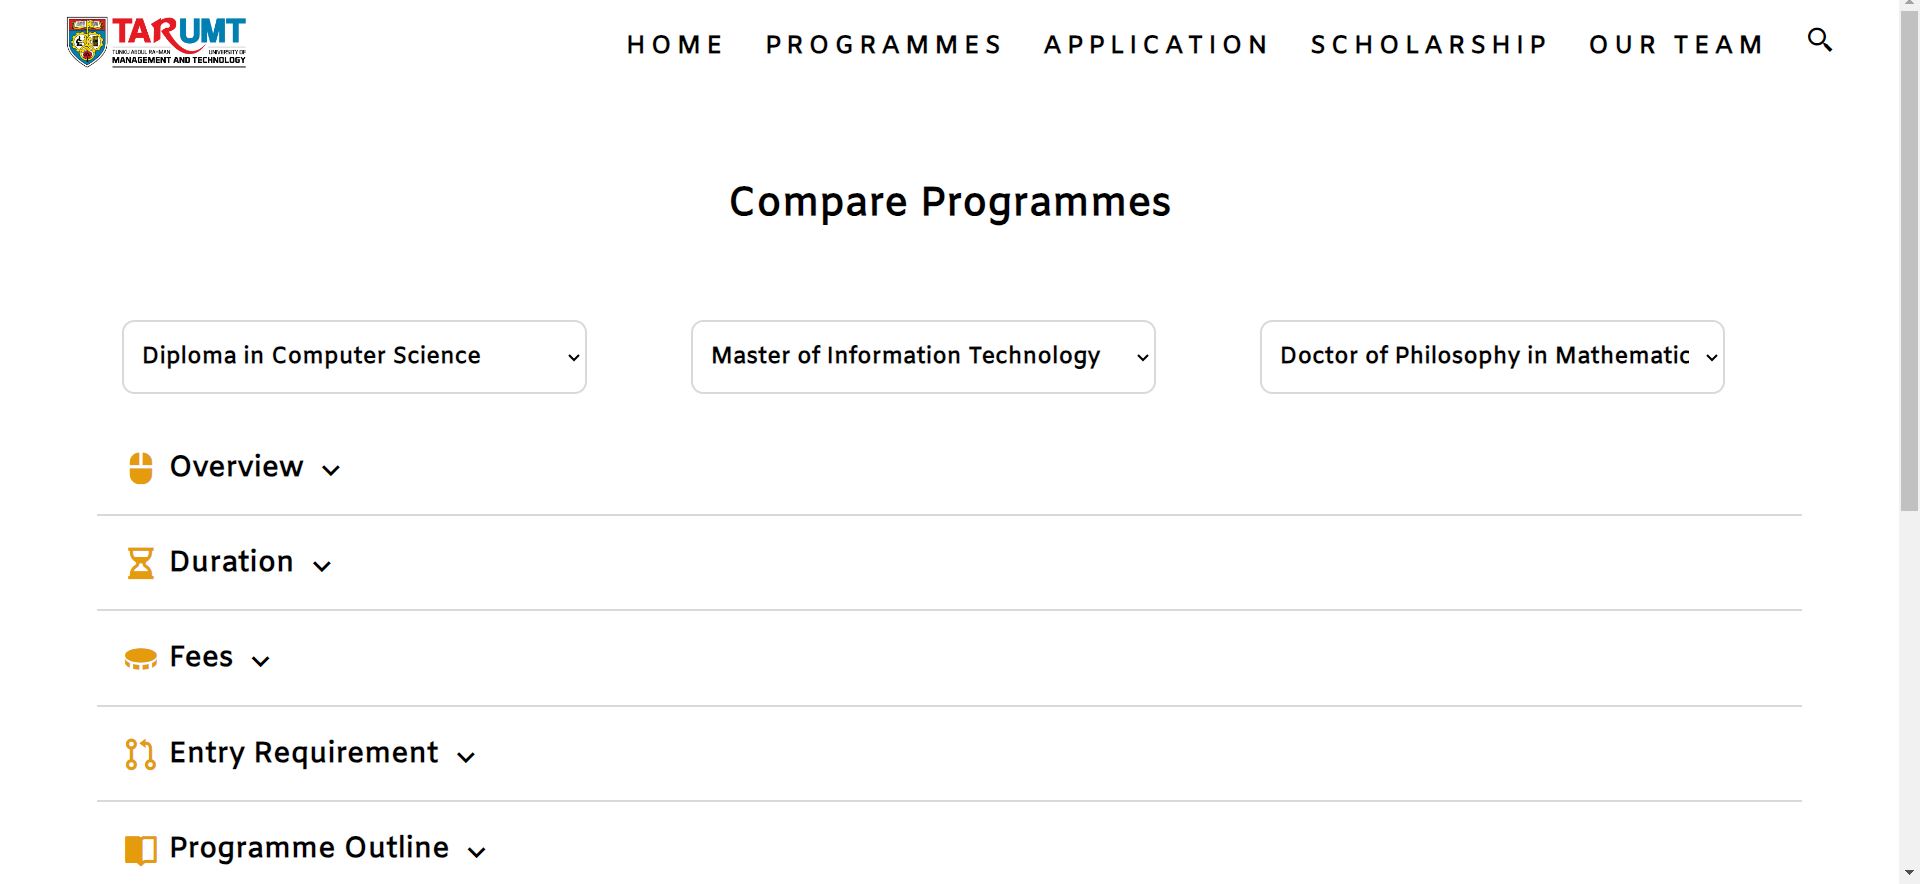 TARUMT
TUNKU ABDUL RAHMAN UNIVERSITY OF
MANAGEMENT AND TECHNOLOGY
HOME PROGRAMMES APPLICATION SCHOLARSHIP OUR TEAM
Compare Programmes
Diploma in Computer Science
Master of Information Technology
Doctor of Philosophy in Mathematic
Overview
Duration
Fees
Entry Requirement
Programme Outline